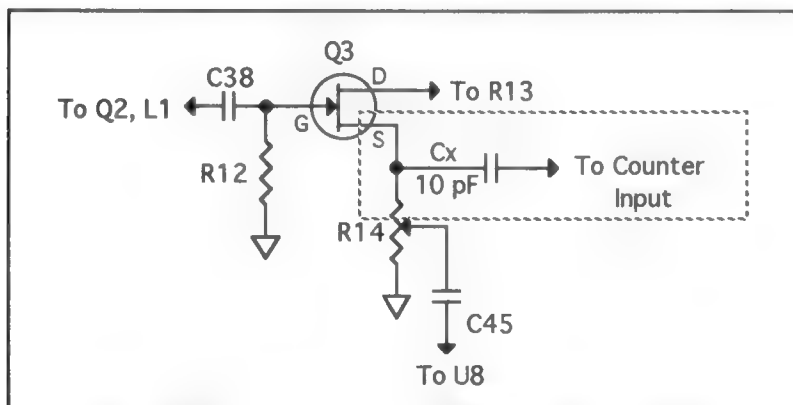 Q3
C38
D
To Q2, L1
To R13
G
S
R12
Cx
10 pF
To Counter
Input
R14
C45
To U8